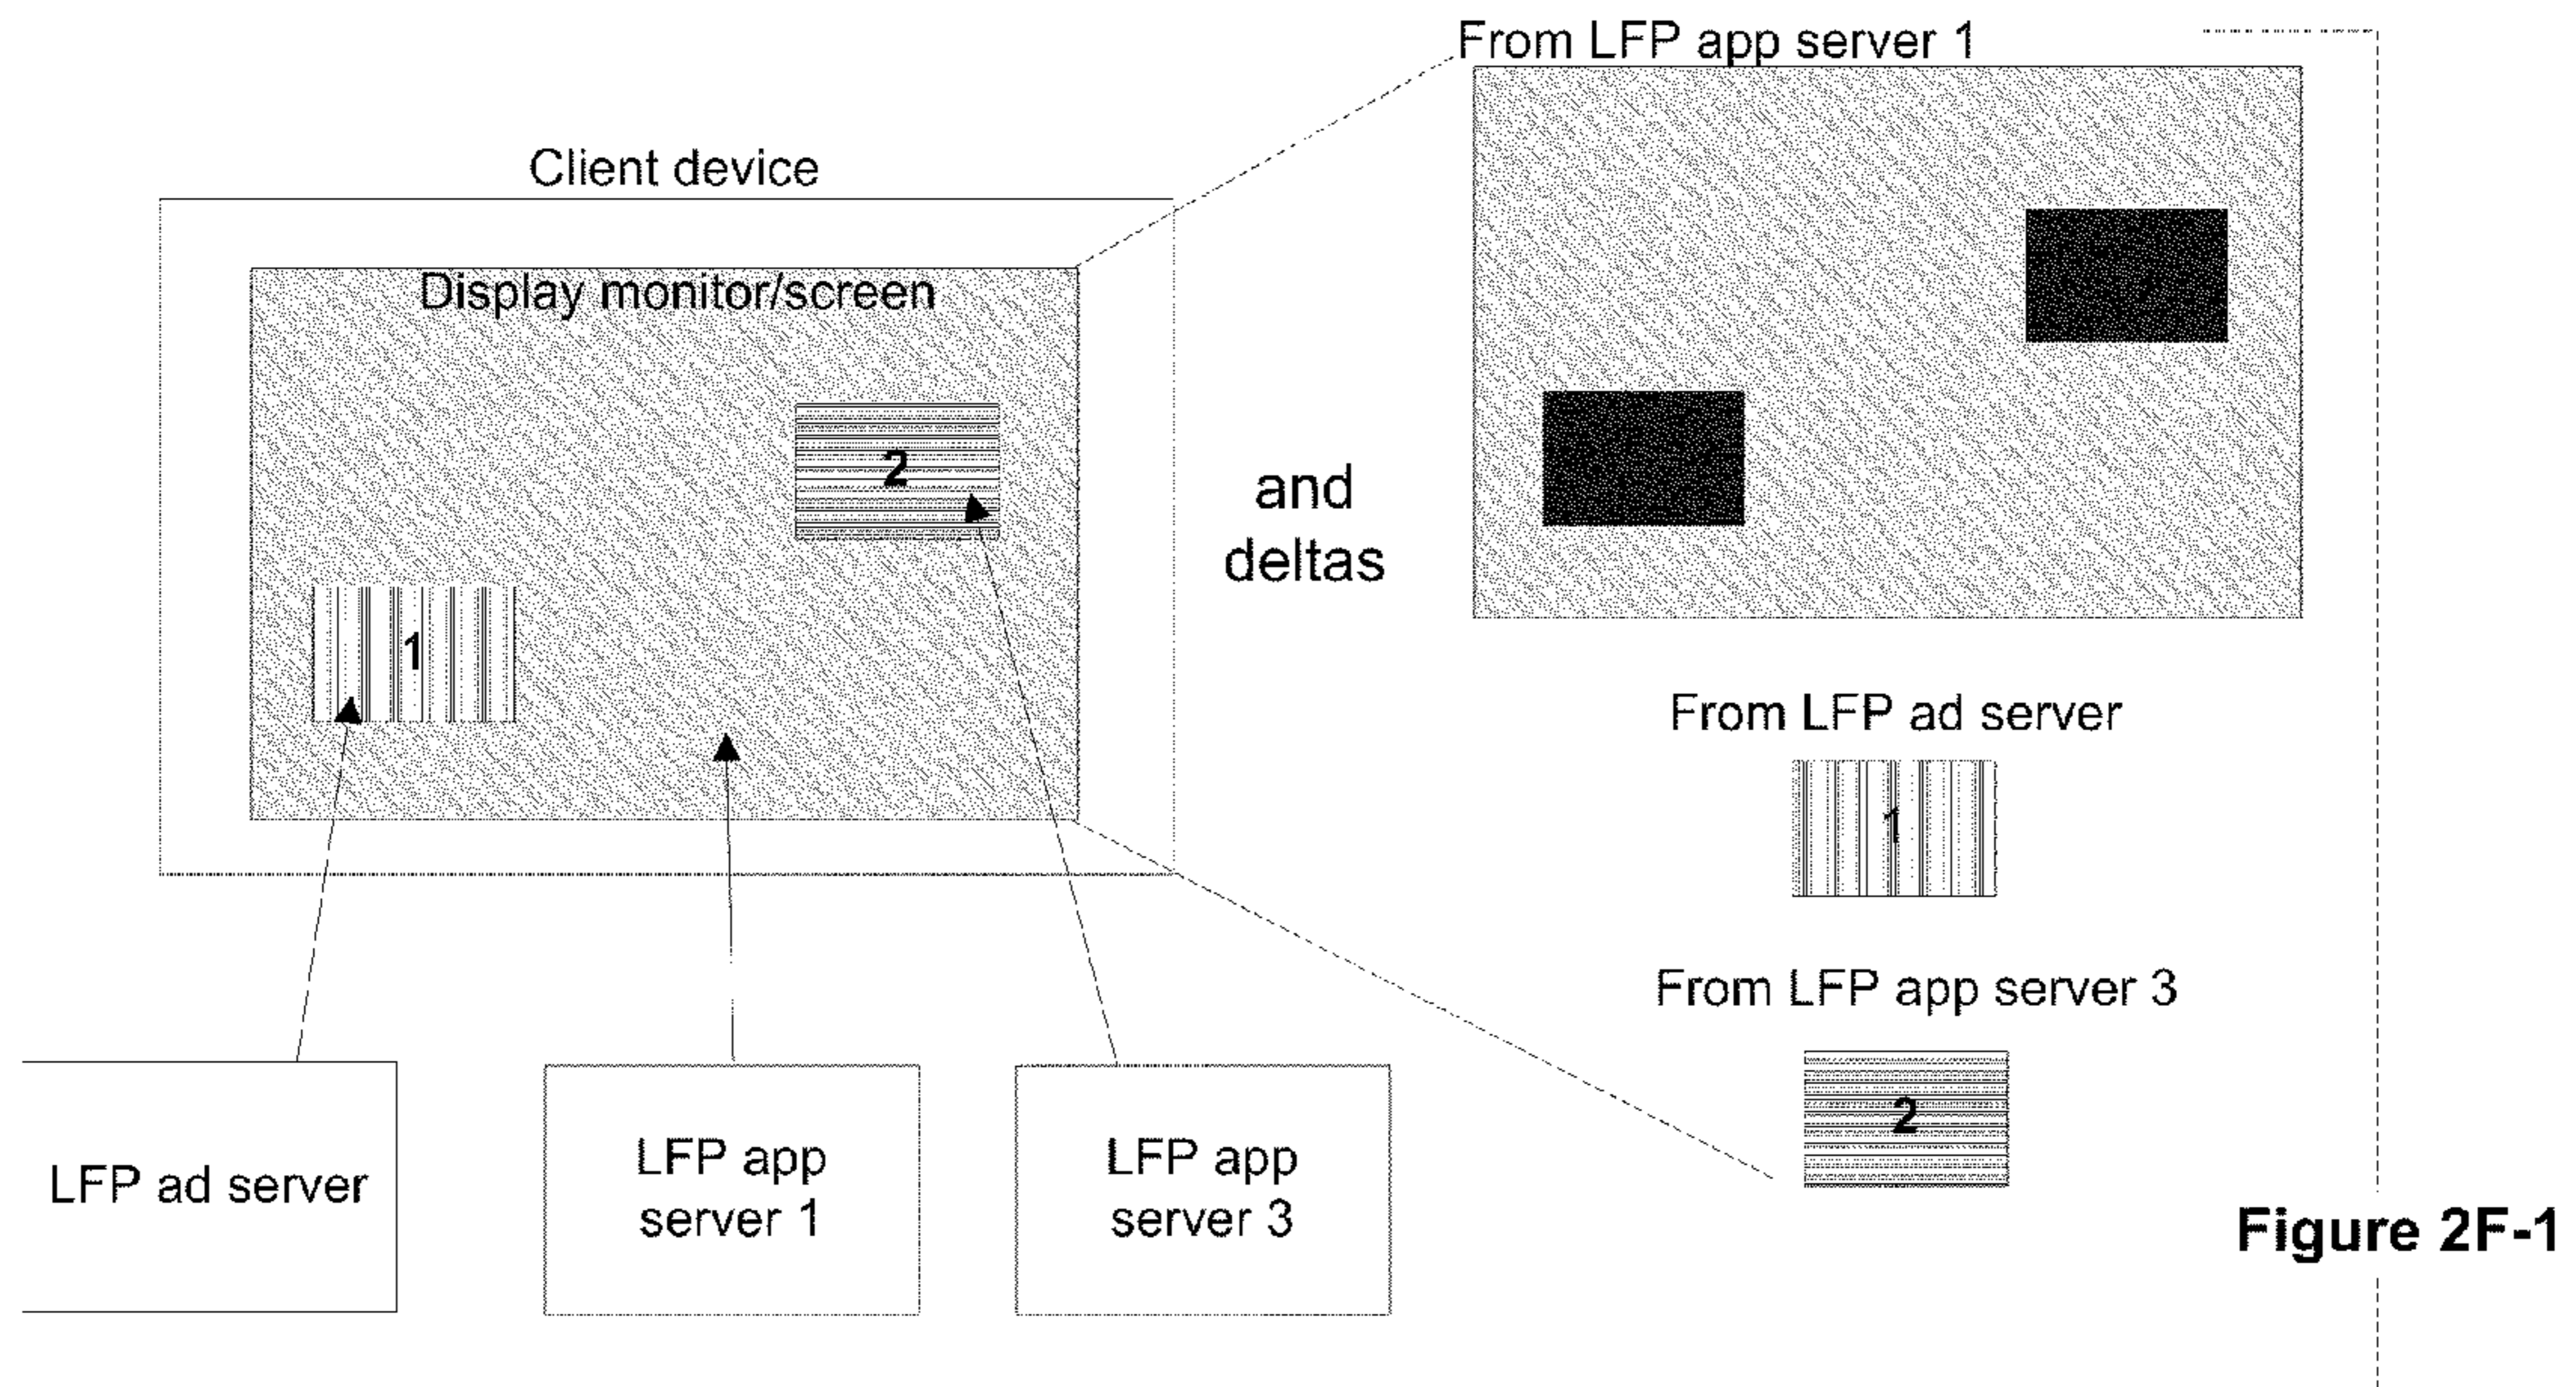 From LFP app server 1
Client device
Display monitor/screen
2
and
deltas
1
From LFP ad server
1
From LFP app server 3
2
LFP ad server
LFP app
server 1
LFP app
server 3
Figure 2F-1